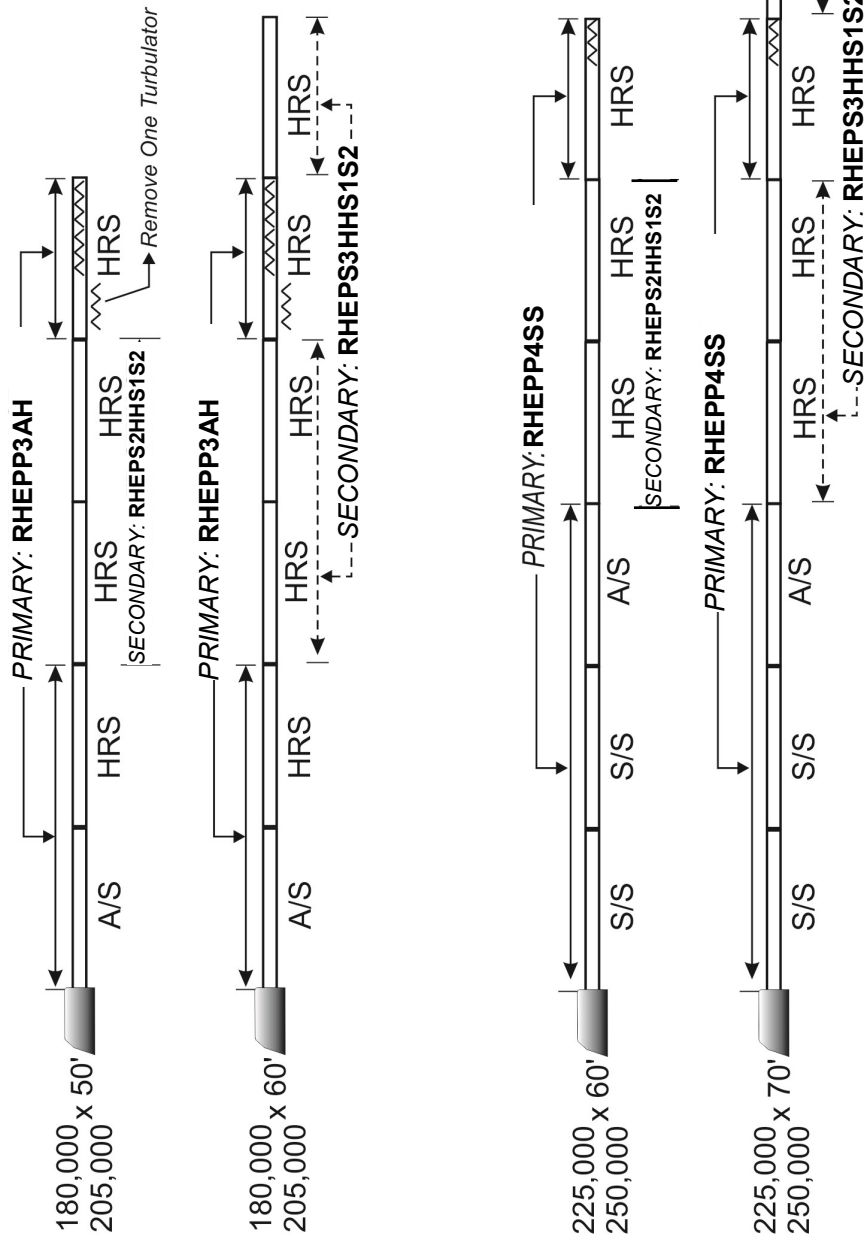 180,000
205,000
x 50'
PRIMARY: RHEPP3AH
A/S
HRS
HRS
HRS
HRS
SECONDARY: RHEPS2HHS1S2
Remove One Turbulator
180,000
205,000
x 60'
PRIMARY: RHEPP3AH
A/S
HRS
HRS
HRS
HRS
HRS
SECONDARY: RHEPS3HHS1S2
225,000
250,000
x 60'
PRIMARY: RHEPP4SS
S/S
S/S
A/S
HRS
HRS
HRS
SECONDARY: RHEPS2HHS1S2
225,000
250,000
x 70'
PRIMARY: RHEPP4SS
S/S
S/S
A/S
HRS
HRS
HRS
SECONDARY: RHEPS3HHS1S2